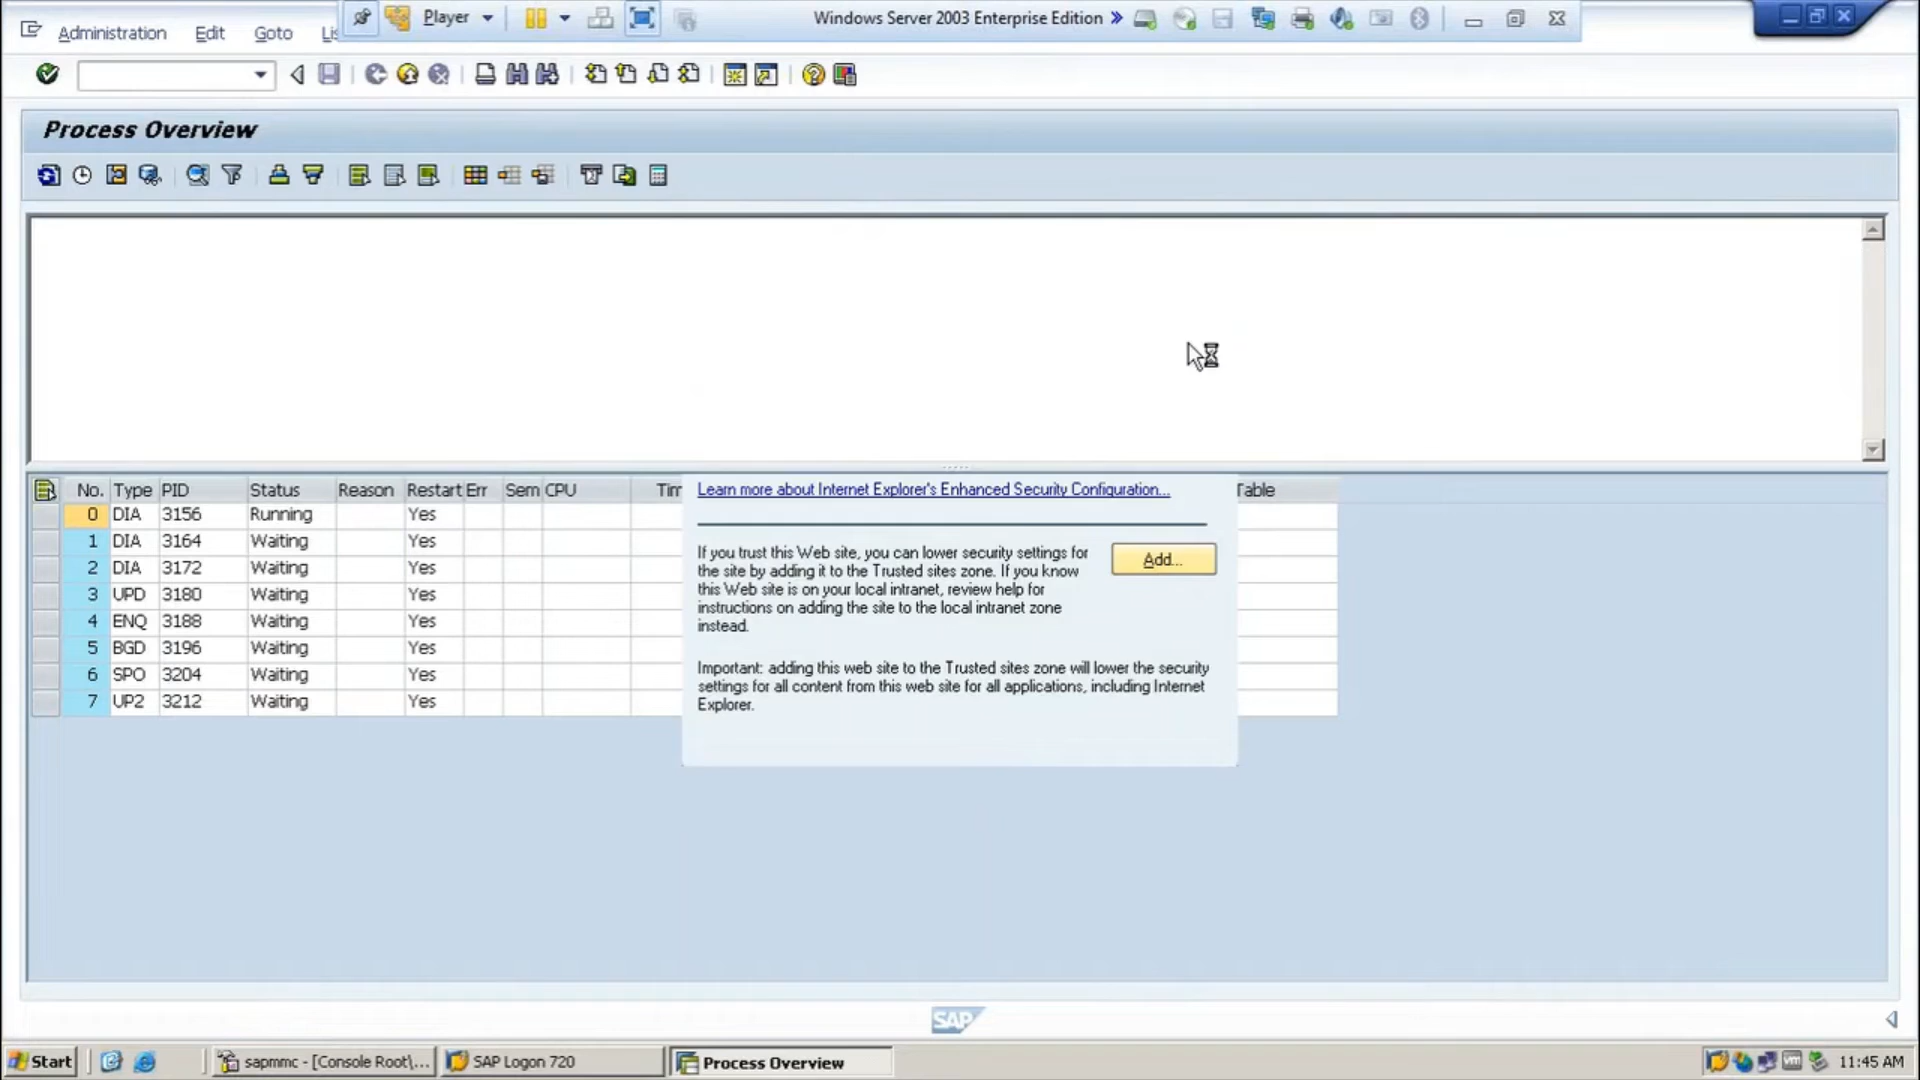 Administration Edit Goto Li
Player
Windows Server 2003 Enterprise Edition
Process Overview
No. Type PID Status Reason Restart Err Sem CPU Tim Table
0 DIA 3156 Running Yes
1 DIA 3164 Waiting Yes
2 DIA 3172 Waiting Yes
3 UPD 3180 Waiting Yes
4 ENQ 3188 Waiting Yes
5 BGD 3196 Waiting Yes
6 SPO 3204 Waiting Yes
7 UP2 3212 Waiting Yes
Learn more about Internet Explorer's Enhanced Security Configuration...
If you trust this Web site, you can lower security settings for
the site by adding it to the Trusted sites zone. If you know
this Web site is on your local intranet, review help for
instructions on adding the site to the local intranet zone
instead.
Add...
Important: adding this web site to the Trusted sites zone will lower the security
settings for all content from this web site for all applications, including Internet
Explorer.
SAP
Start
sapmmc - [Console Root\...
SAP Logon 720
Process Overview
11:45 AM